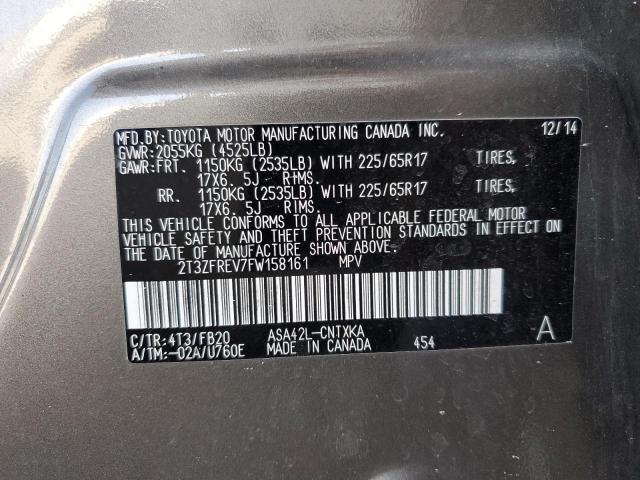 MFD.BY:TOYOTA MOTOR MANUFACTURING CANADA INC. 12/14
GVWR:2055KG (4525LB)
GAWR:FRT. 1150KG (2535LB) WITH 225/65R17 TIRES,
17X6.5J RIMS.
RR. 1150KG (2535LB) WITH 225/65R17 TIRES,
17X6.5J RIMS.
THIS VEHICLE CONFORMS TO ALL APPLICABLE FEDERAL MOTOR
VEHICLE SAFETY AND THEFT PREVENTION STANDARDS IN EFFECT ON
THE DATE OF MANUFACTURE SHOWN ABOVE.
2T3ZFREV7FW158161 MPV
C/TR:4T3/FB20 ASA42L-CNTXKA A
A/TM:-02A/U760E MADE IN CANADA 454